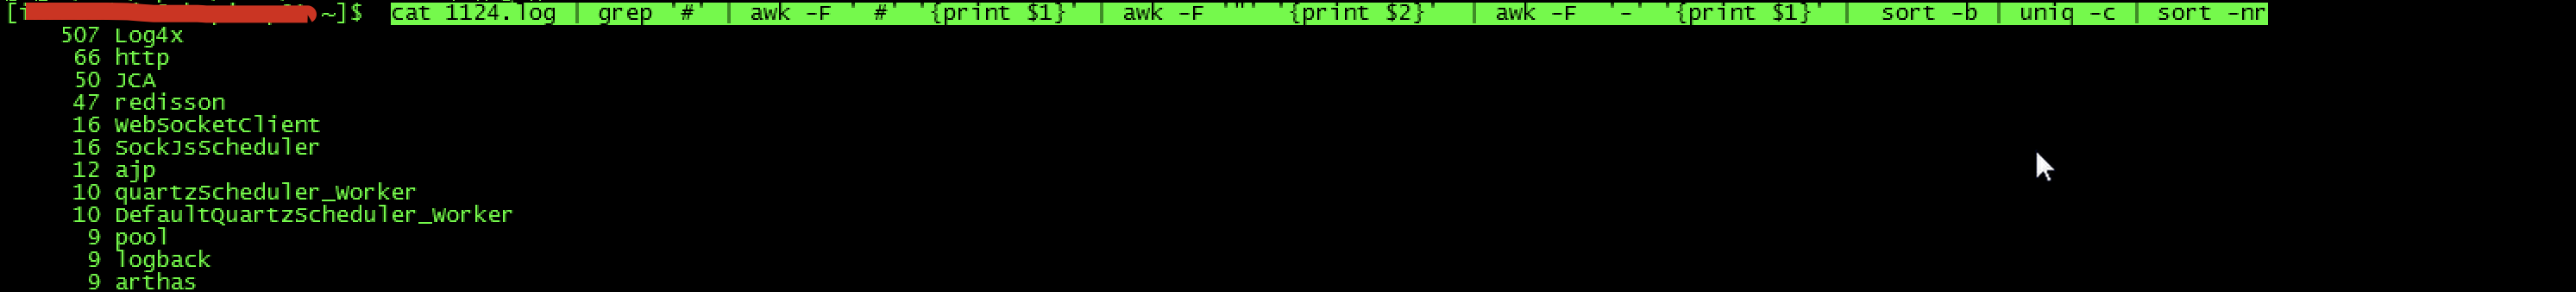 ~]$ cat 1124.log | grep '#' | awk -F ' #' '{print $1}' | awk -F '"' '{print $2}' | awk -F '-' '{print $1}' | sort -b | uniq -c | sort -nr
507 Log4x
66 http
50 JCA
47 redisson
16 WebSocketClient
16 SockJsScheduler
12 ajp
10 quartzScheduler_Worker
10 DefaultQuartzScheduler_Worker
9 pool
9 logback
9 arthas